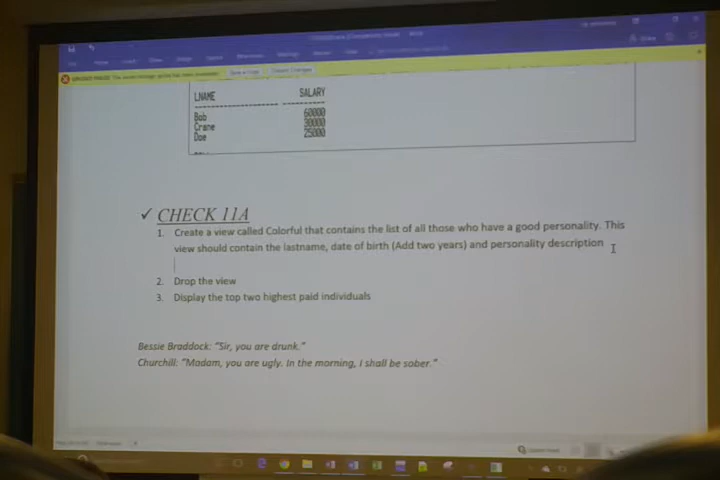 LNAME SALARY
Bob 60000
Crane 30000
Doe 25000
✓ CHECK 11A
1. Create a view called Colorful that contains the list of all those who have a good personality. This
view should contain the lastname, date of birth (Add two years) and personality description
2. Drop the view
3. Display the top two highest paid individuals
Bessie Braddock: "Sir, you are drunk."
Churchill: "Madam, you are ugly. In the morning, I shall be sober."